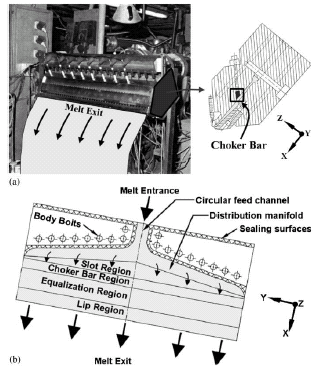 Melt Exit
Z
Y
X
Choker Bar
(a)
Melt Entrance
Circular feed channel
Distribution manifold
Sealing surfaces
Body Bolts
Slot Region
Choker Bar Region
Equalization Region
Lip Region
Y
Z
X
(b)
Melt Exit